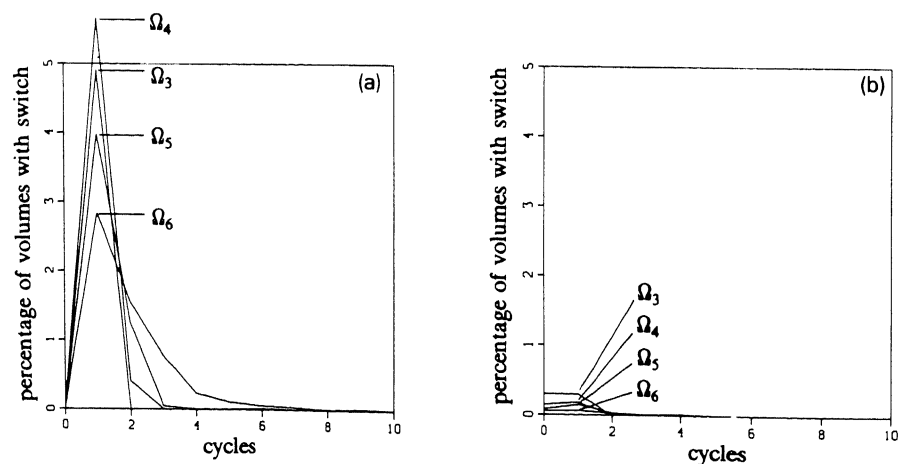 Ω4
5
Ω3
(a)
4
Ω5
3
Ω6
2
1
0
percentage of volumes with switch
0 2 4 6 8 10
cycles
5
(b)
4
3
2
Ω3
Ω4
1
Ω5
Ω6
0
percentage of volumes with switch
0 2 4 6 8 10
cycles